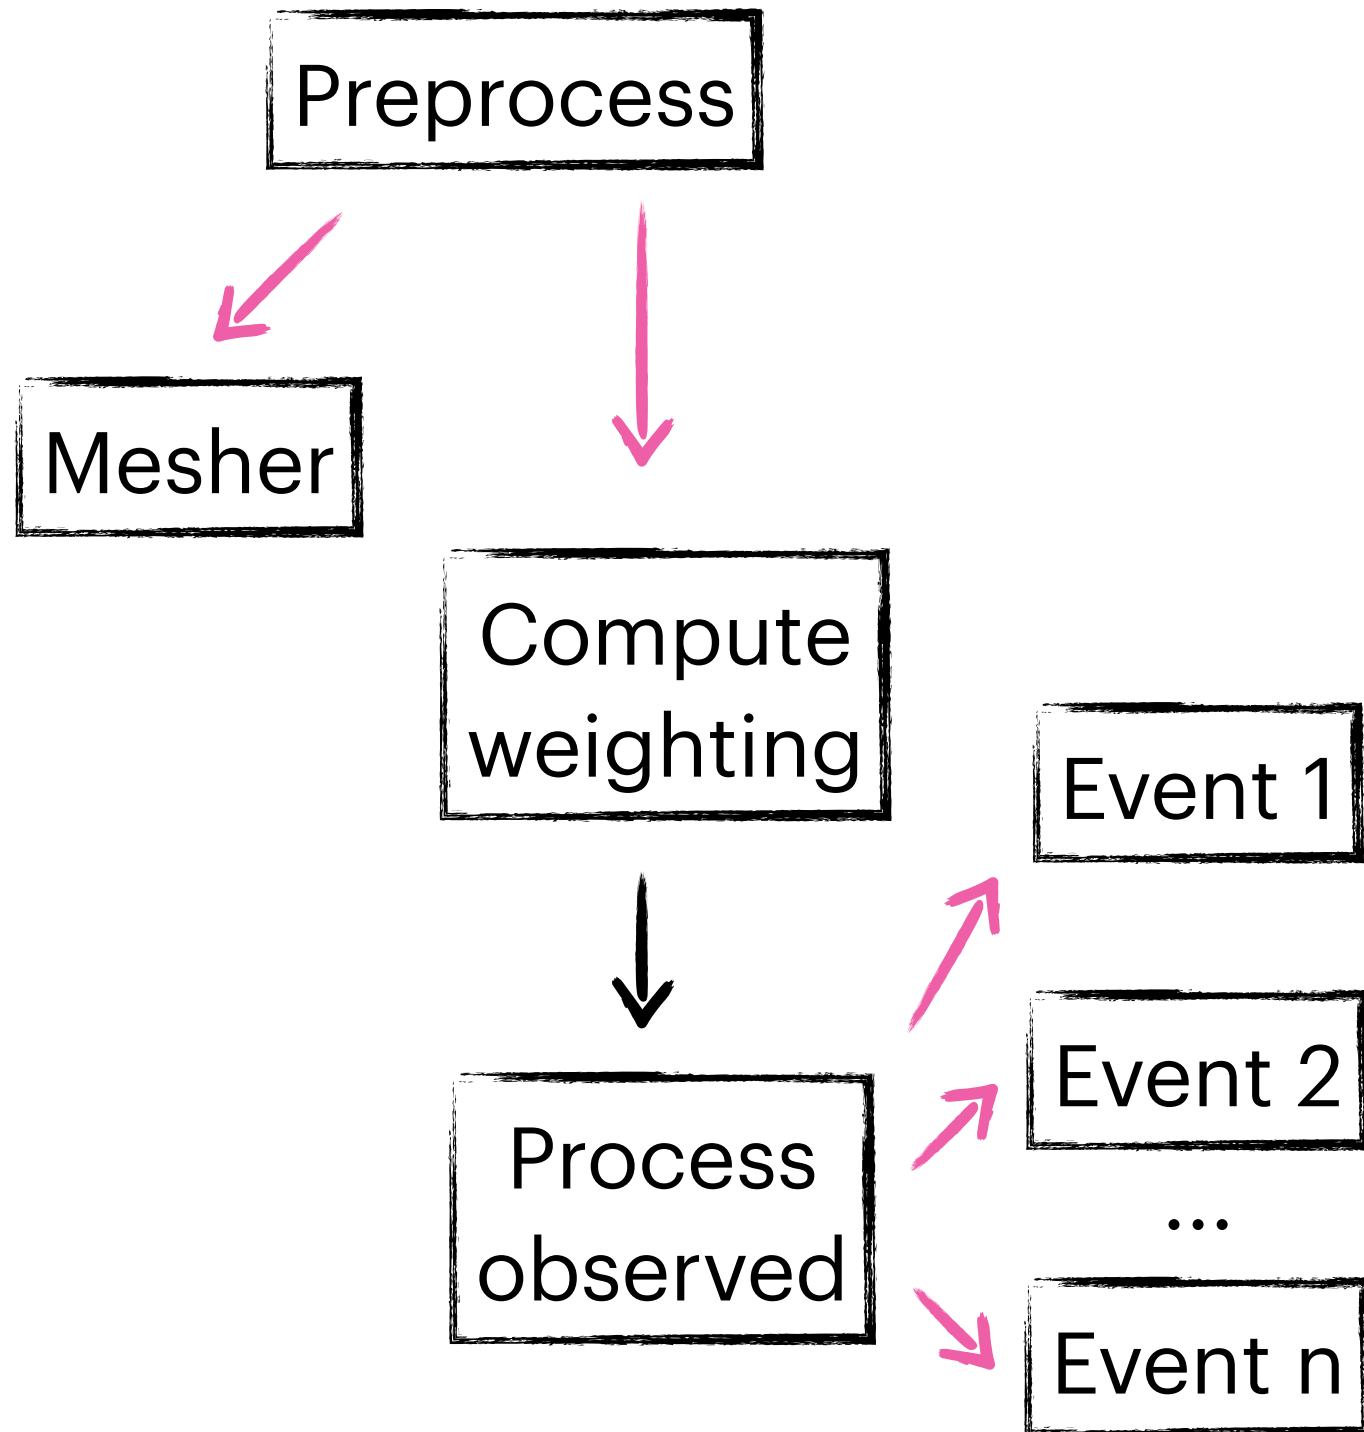 Preprocess
Mesher
Compute
weighting
Event 1
Event 2
Process
observed
...
Event n